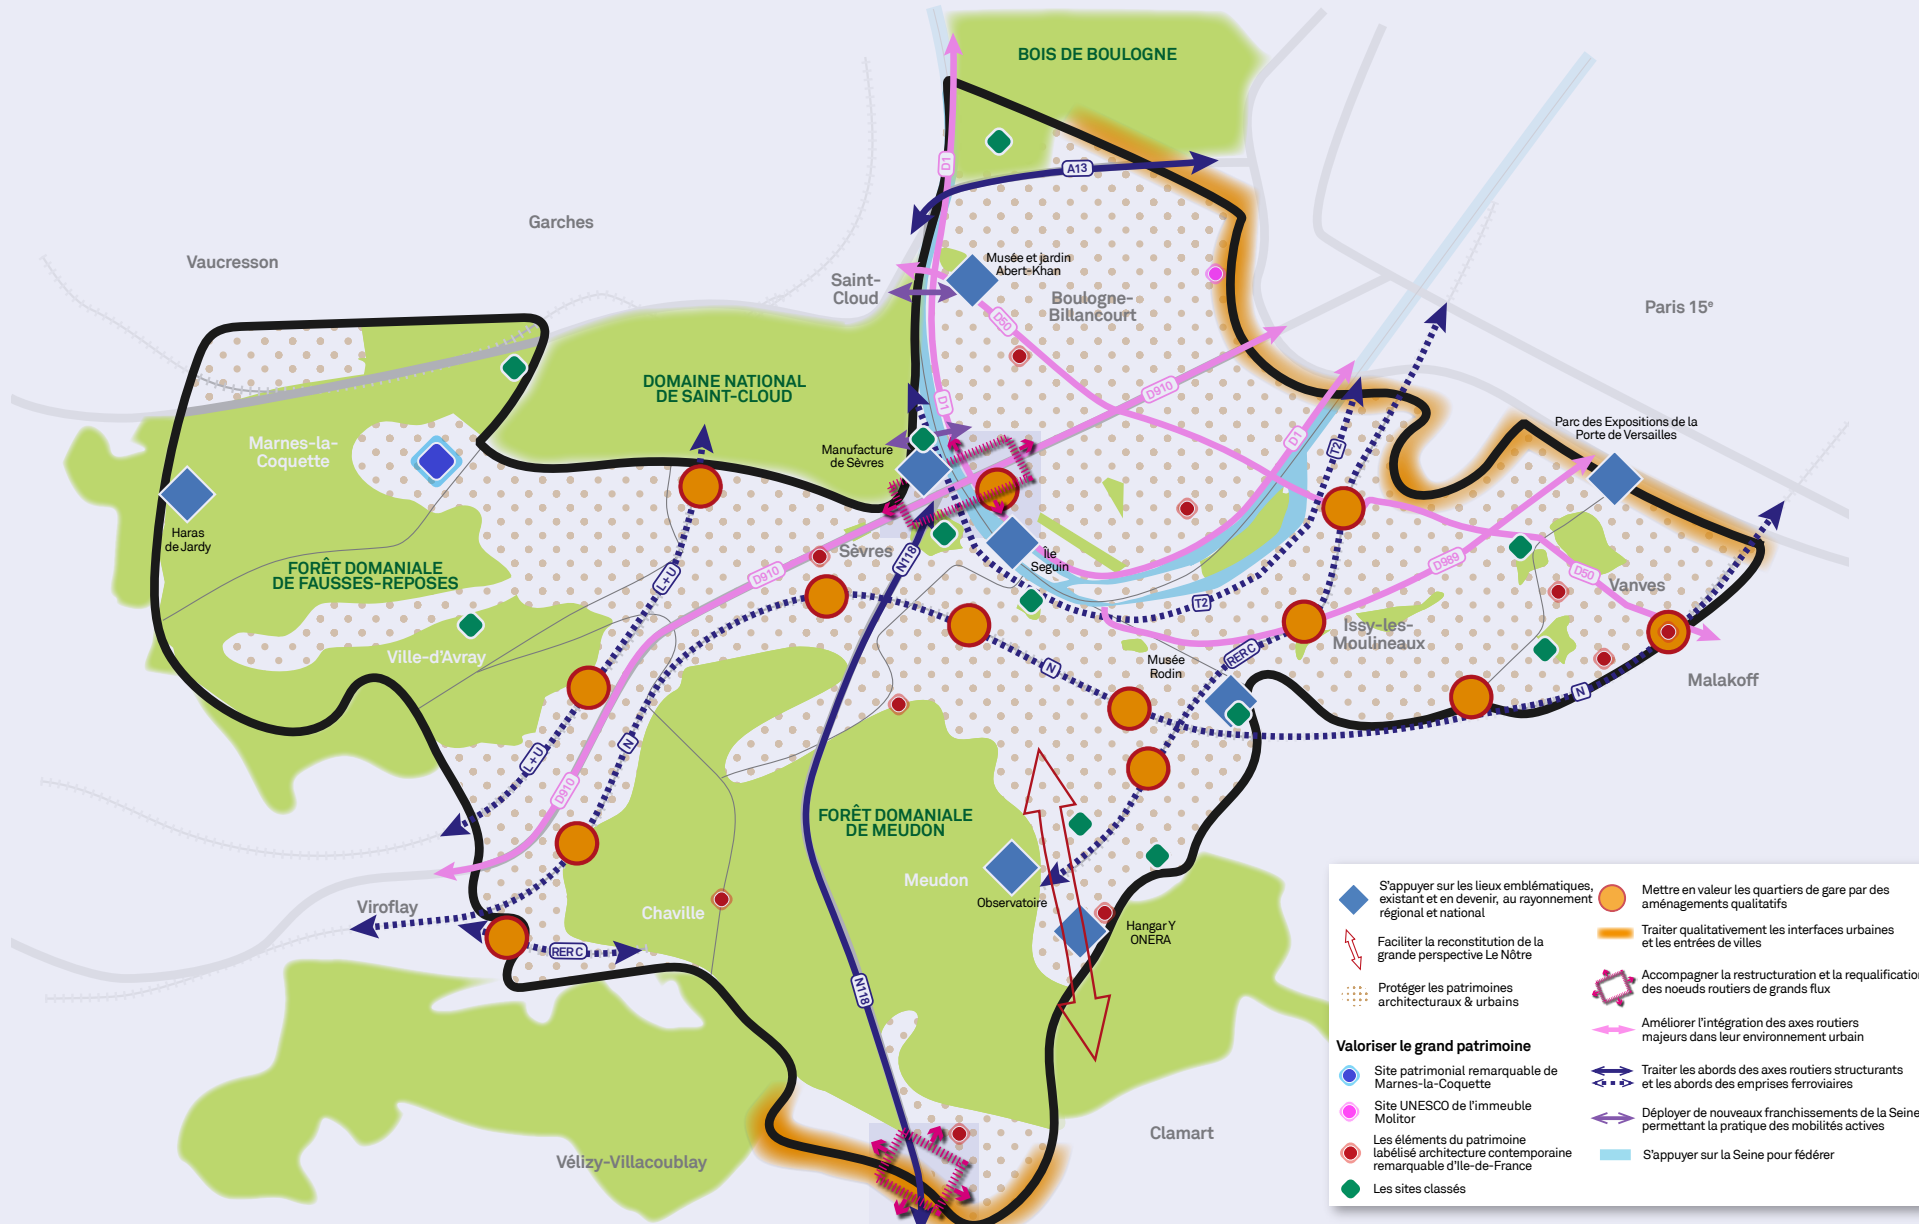 BOIS DE BOULOGNE
D1
A13
Garches
Vaucresson
Saint-
Cloud
Musée et jardin
Abert-Khan
Boulogne-
Billancourt
Paris 15e
D50
DOMAINE NATIONAL
DE SAINT-CLOUD
D910
D1
D1
T2
Parc des Expositions de la
Porte de Versailles
Marnes-la-
Coquette
Manufacture
de Sèvres
Haras
de Jardy
Sèvres
N118
Île
Seguin
D989
D50
Vanves
FORÊT DOMANIALE
DE FAUSSES-REPOSES
L+U
D910
T2
Issy-les-
Moulineaux
Ville-d'Avray
N
Musée
Rodin
RER C
Malakoff
N
L+U
N
D910
FORÊT DOMANIALE
DE MEUDON
Meudon
Observatoire
Viroflay
Chaville
Hangar Y
ONERA
RER C
N118
Clamart
Vélizy-Villacoublay
S'appuyer sur les lieux emblématiques,
existant et en devenir, au rayonnement
régional et national
Faciliter la reconstitution de la
grande perspective Le Nôtre
Protéger les patrimoines
architecturaux & urbains
Valoriser le grand patrimoine
Site patrimonial remarquable de
Marnes-la-Coquette
Site UNESCO de l'immeuble
Molitor
Les éléments du patrimoine
labélisé architecture contemporaine
remarquable d'Ile-de-France
Les sites classés
Mettre en valeur les quartiers de gare par des
aménagements qualitatifs
Traiter qualitativement les interfaces urbaines
et les entrées de villes
Accompagner la restructuration et la requalification
des noeuds routiers de grands flux
Améliorer l'intégration des axes routiers
majeurs dans leur environnement urbain
Traiter les abords des axes routiers structurants
et les abords des emprises ferroviaires
Déployer de nouveaux franchissements de la Seine
permettant la pratique des mobilités actives
S'appuyer sur la Seine pour fédérer